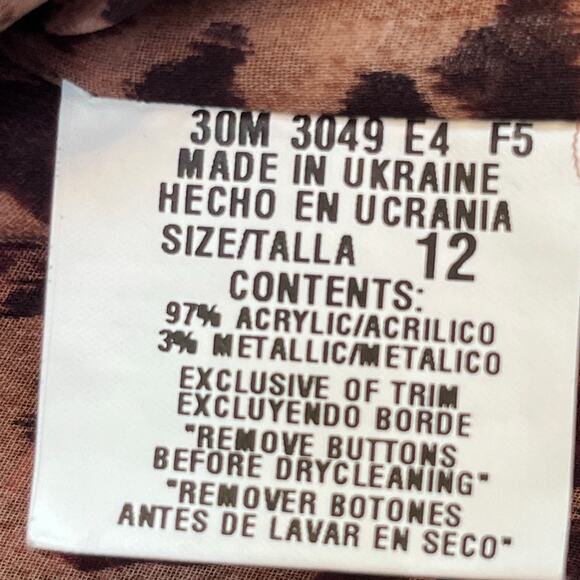 30M 3049 E4 F5
MADE IN UKRAINE
HECHO EN UCRANIA
SIZE/TALLA 12
CONTENTS:
97% ACRYLIC/ACRILICO
3% METALLIC/METALICO
EXCLUSIVE OF TRIM
EXCLUYENDO BORDE
"REMOVE BUTTONS
BEFORE DRYCLEANING"
"REMOVER BOTONES
ANTES DE LAVAR EN SECO"